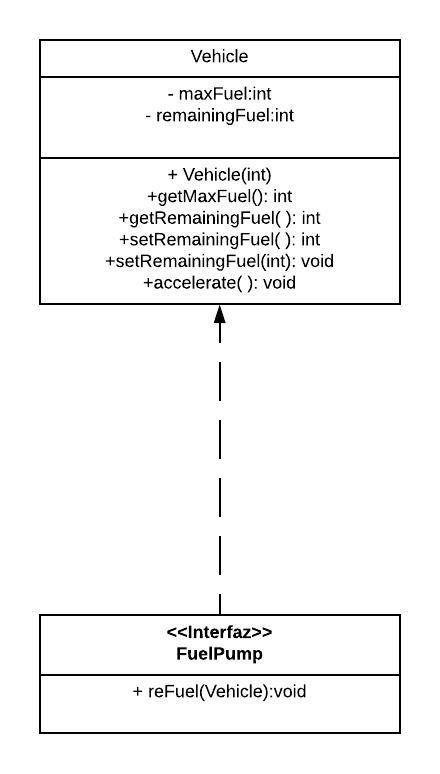 Vehicle
- maxFuel:int
- remainingFuel:int
+ Vehicle(int)
+getMaxFuel(): int
+getRemainingFuel( ): int
+setRemainingFuel( ): int
+setRemainingFuel(int): void
+accelerate( ): void
<<Interfaz>>
FuelPump
+ reFuel(Vehicle):void